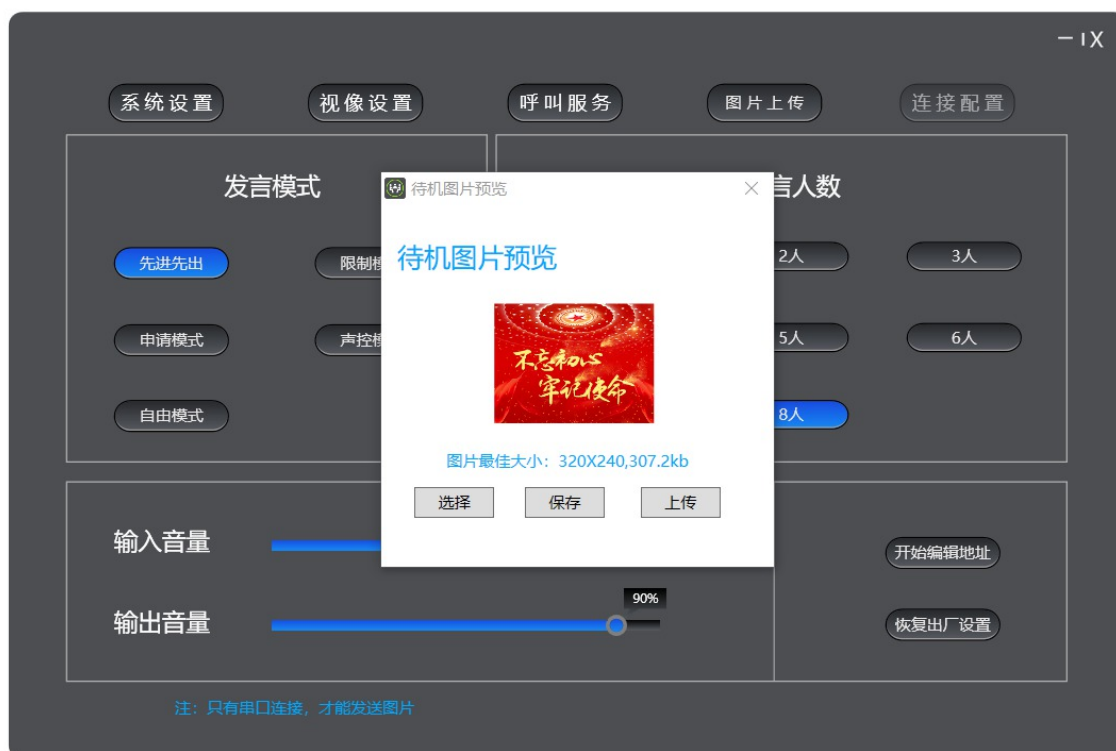 系统设置
视像设置
呼叫服务
图片上传
连接配置
发言模式
言人数
待机图片预览
待机图片预览
先进先出
限制模
2人
3人
不忘初心
牢记使命
申请模式
声控模
5人
6人
自由模式
8人
图片最佳大小：320X240,307.2kb
选择
保存
上传
输入音量
开始编辑地址
90%
输出音量
恢复出厂设置
注：只有串口连接，才能发送图片